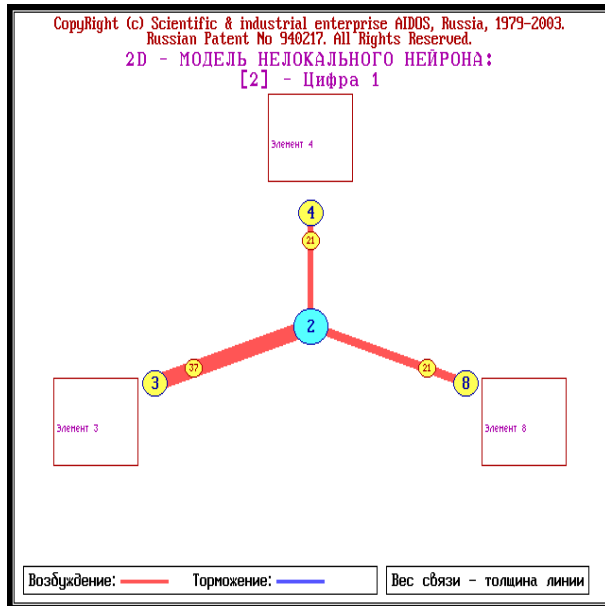 CopyRight (c) Scientific & industrial enterprise AIDOS, Russia, 1979-2003.
Russian Patent No 940217. All Rights Reserved.
2D - МОДЕЛЬ НЕЛОКАЛЬНОГО НЕЙРОНА:
[2] - Цифра 1
Элемент 4
4
21
2
37
21
3
8
Элемент 3
Элемент 8
Возбуждение:
Торможение:
Вес связи - толщина линии